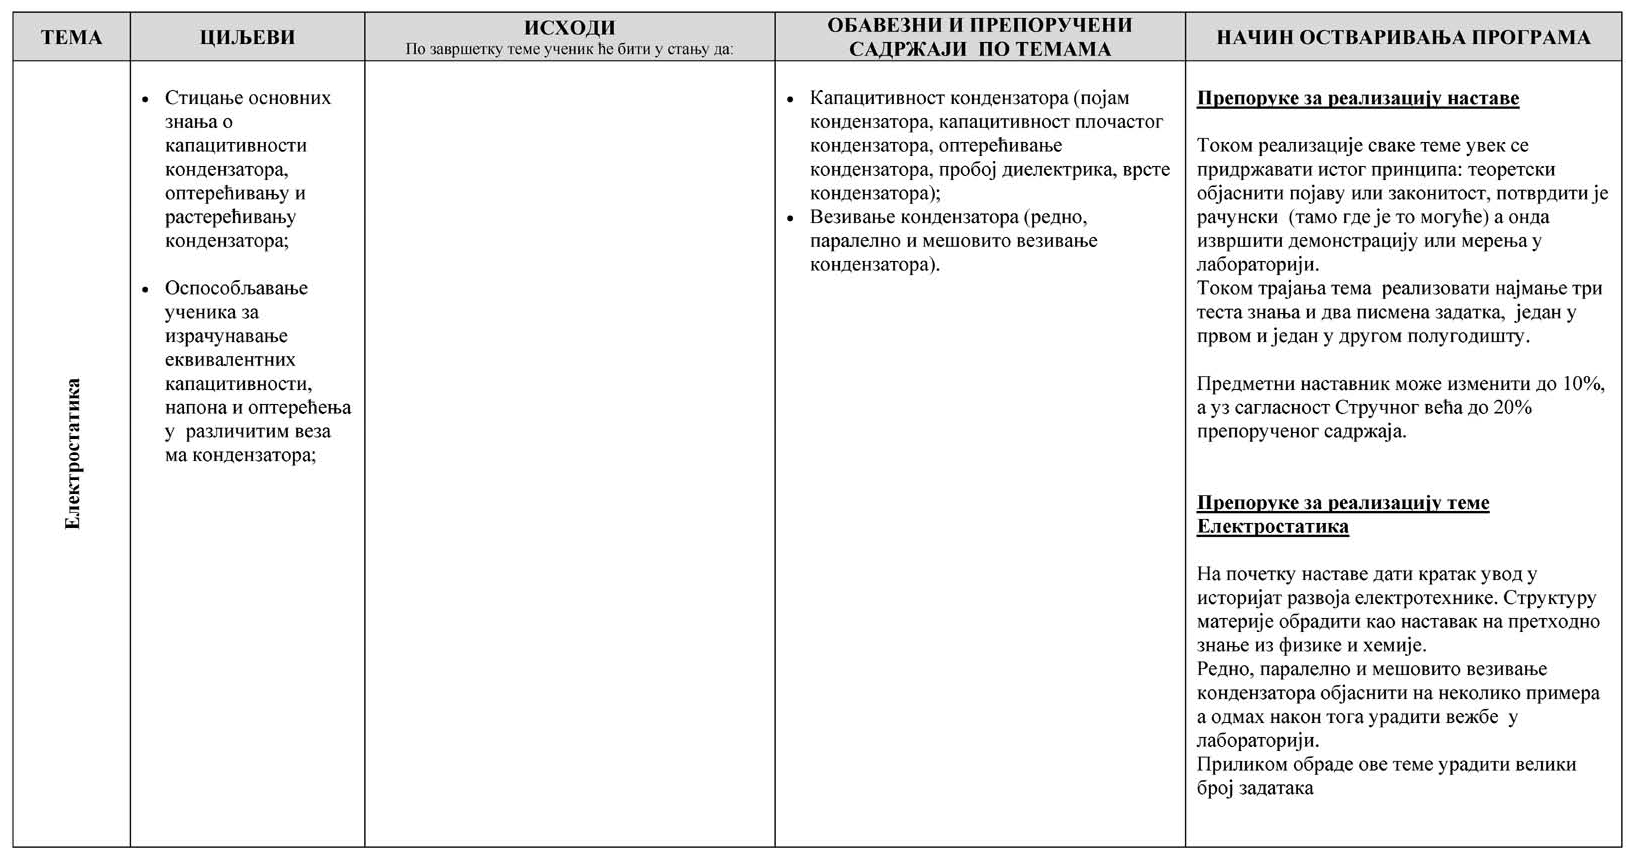 ТЕМА
ЦИЉЕВИ
ИСХОДИ
По завршетку теме ученик ће бити у стању да:
ОБАВЕЗНИ И ПРЕПОРУЧЕНИ
САДРЖАЈИ ПО ТЕМАМА
НАЧИН ОСТВАРИВАЊА ПРОГРАМА
Електростатика
• Стицање основних
знања о
капацитивности
кондензатора,
оптерећивању и
растерећивању
кондензатора;
• Оспособљавање
ученика за
израчунавање
еквивалентних
капацитивности,
напона и оптерећења
у различитим веза
ма кондензатора;
• Капацитивност кондензатора (појам
кондензатора, капацитивност плочастог
кондензатора, оптерећивање
кондензатора, пробој диелектрика, врсте
кондензатора);
• Везивање кондензатора (редно,
паралелно и мешовито везивање
кондензатора).
Препоруке за реализацију наставе
Током реализације сваке теме увек се
придржавати истог принципа: теоретски
објаснити појаву или законитост, потврдити је
рачунски (тамо где је то могуће) а онда
извршити демонстрацију или мерења у
лабораторији.
Током трајања тема реализовати најмање три
теста знања и два писмена задатка, један у
првом и један у другом полугодишту.
Предметни наставник може изменити до 10%,
а уз сагласност Стручног већа до 20%
препорученог садржаја.
Препоруке за реализацију теме
Електростатика
На почетку наставе дати кратак увод у
историјат развоја електротехнике. Структуру
материје обрадити као наставак на претходно
знање из физике и хемије.
Редно, паралелно и мешовито везивање
кондензатора објаснити на неколико примера
а одмах након тога урадити вежбе у
лабораторији.
Приликом обраде ове теме урадити велики
број задатака